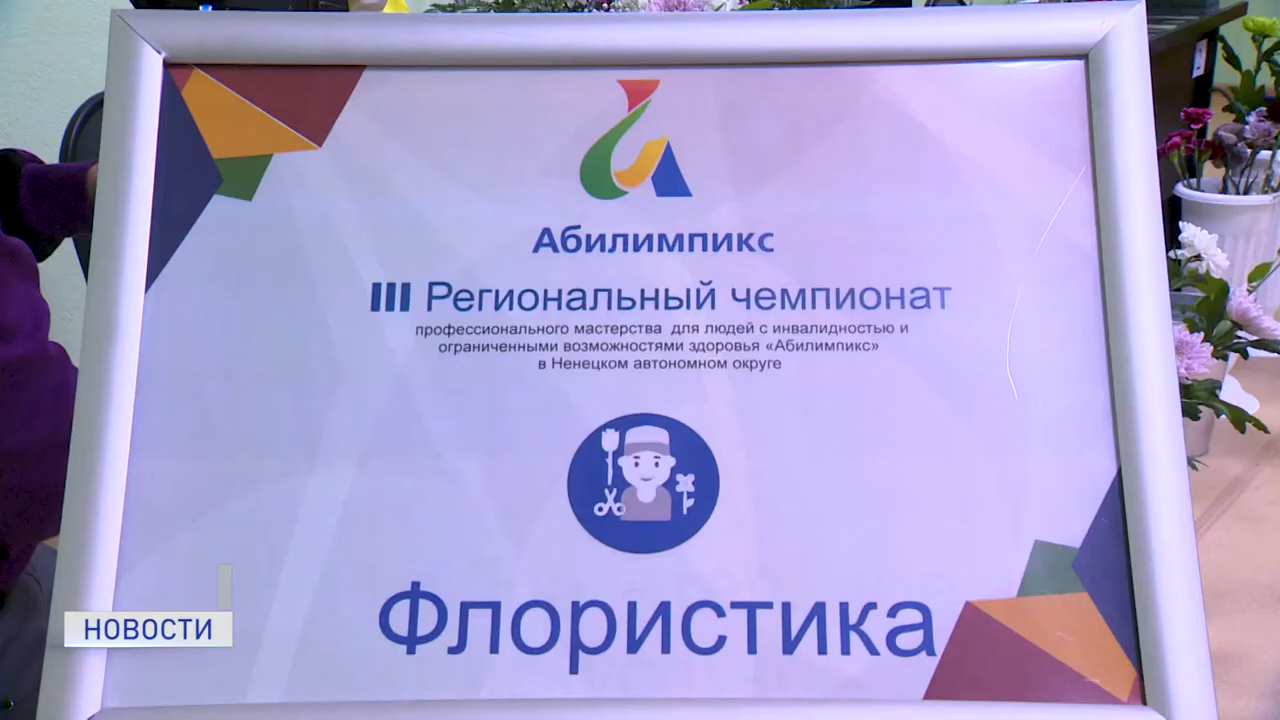 Абилимпикс
III Региональный чемпионат
профессионального мастерства для людей с инвалидностью и
ограниченными возможностями здоровья «Абилимпикс»
в Ненецком автономном округе
Флористика
НОВОСТИ